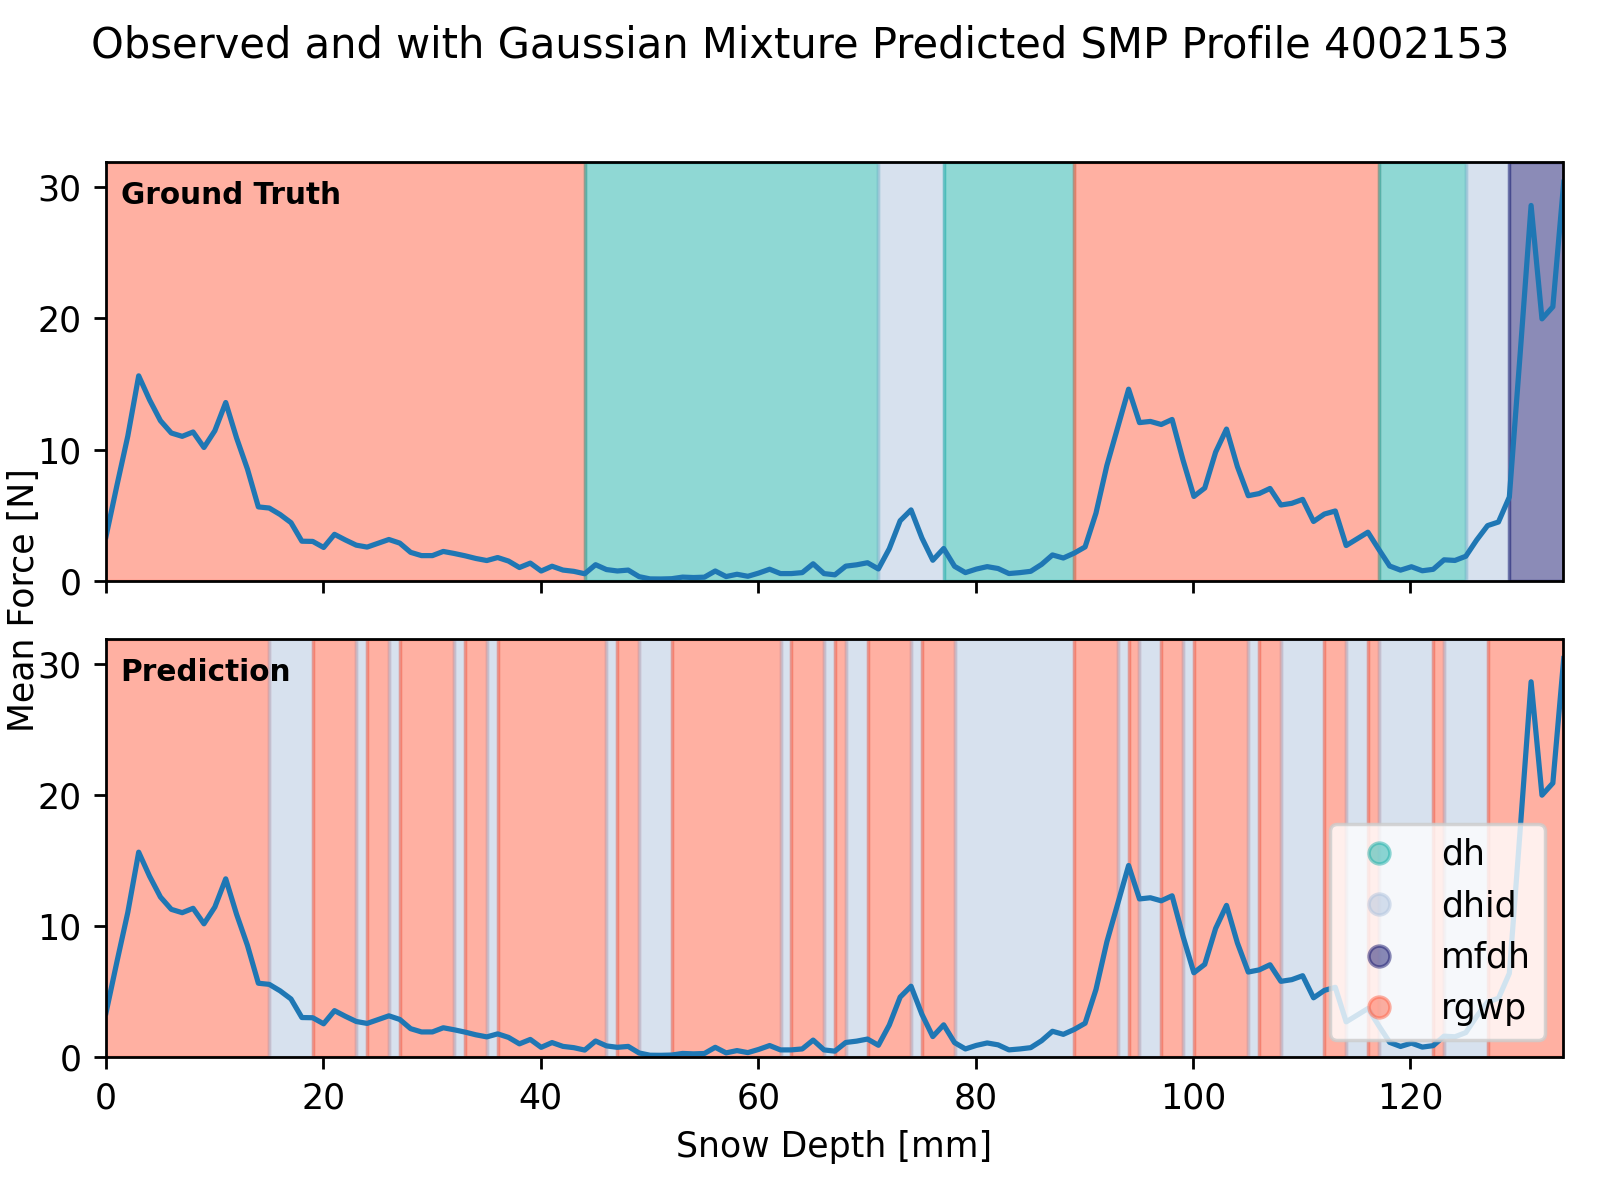 Observed and with Gaussian Mixture Predicted SMP Profile 4002153
Ground Truth
30
20
10
0
Mean Force [N]
Prediction
30
20
10
0
dh
dhid
mfdh
rgwp
0 20 40 60 80 100 120
Snow Depth [mm]